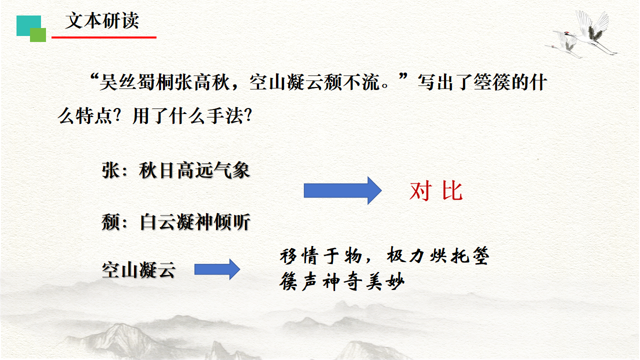 文本研读
“吴丝蜀桐张高秋，空山凝云颓不流。”写出了箜篌的什
么特点？用了什么手法？
张：秋日高远气象
对比
颓：白云凝神倾听
空山凝云
移情于物，极力烘托箜
篌声神奇美妙